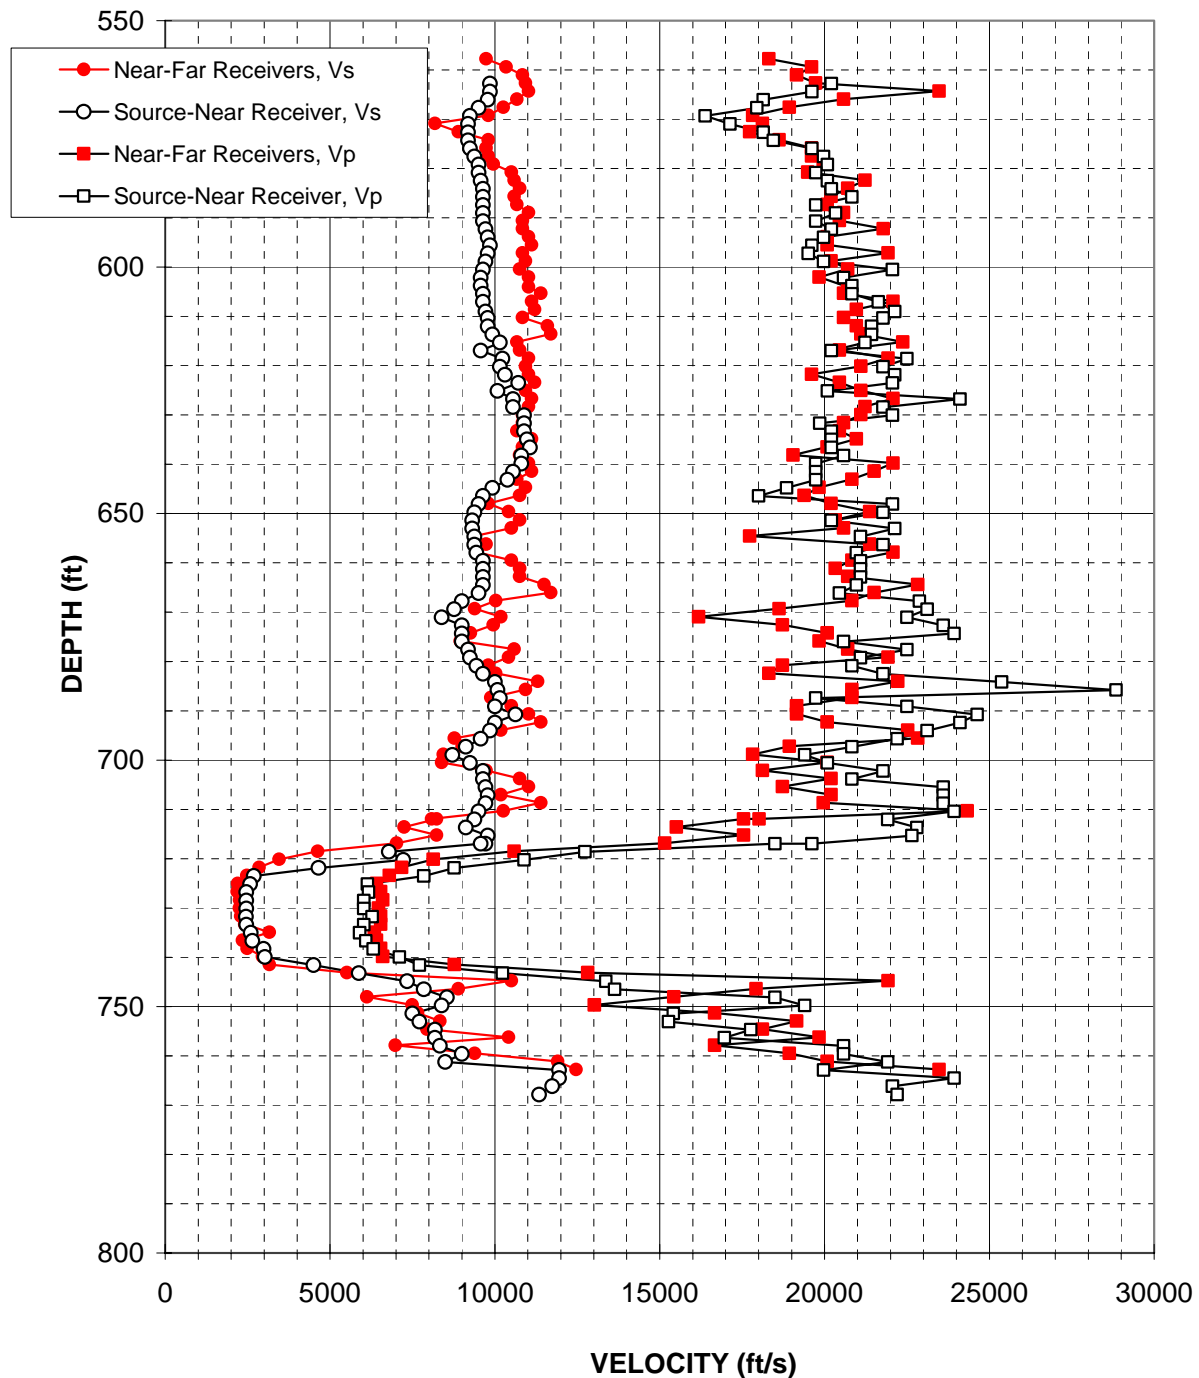 550
Near-Far Receivers, Vs
Source-Near Receiver, Vs
Near-Far Receivers, Vp
Source-Near Receiver, Vp
600
650
DEPTH (ft)
700
750
800
0 5000 10000 15000 20000 25000 30000
VELOCITY (ft/s)